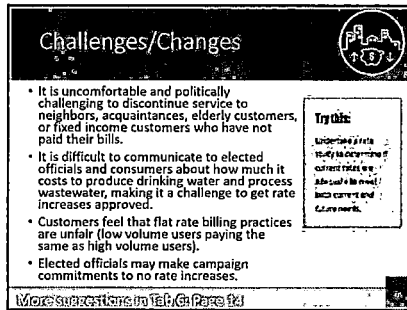 Challenges/Changes
• It is uncomfortable and politically
challenging to discontinue service to
neighbors, acquaintances, elderly customers,
or fixed income customers who have not
paid their bills.
• It is difficult to communicate to elected
officials and consumers about how much it
costs to produce drinking water and process
wastewater, making it a challenge to get rate
increases approved.
• Customers feel that flat rate billing practices
are unfair (low volume users paying the
same as high volume users).
• Elected officials may make campaign
commitments to no rate increases.
Try this:
Undertake a rate
study to determine if
current rates are
adequate to meet
both current and
future needs.
More suggestions in Tab G: Page 14